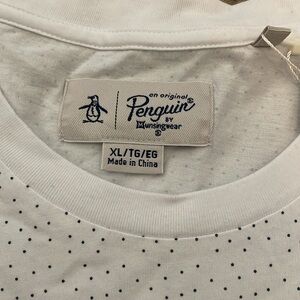 an original
Penguin®
BY
Munsingwear®
XL/TG/EG
Made in China